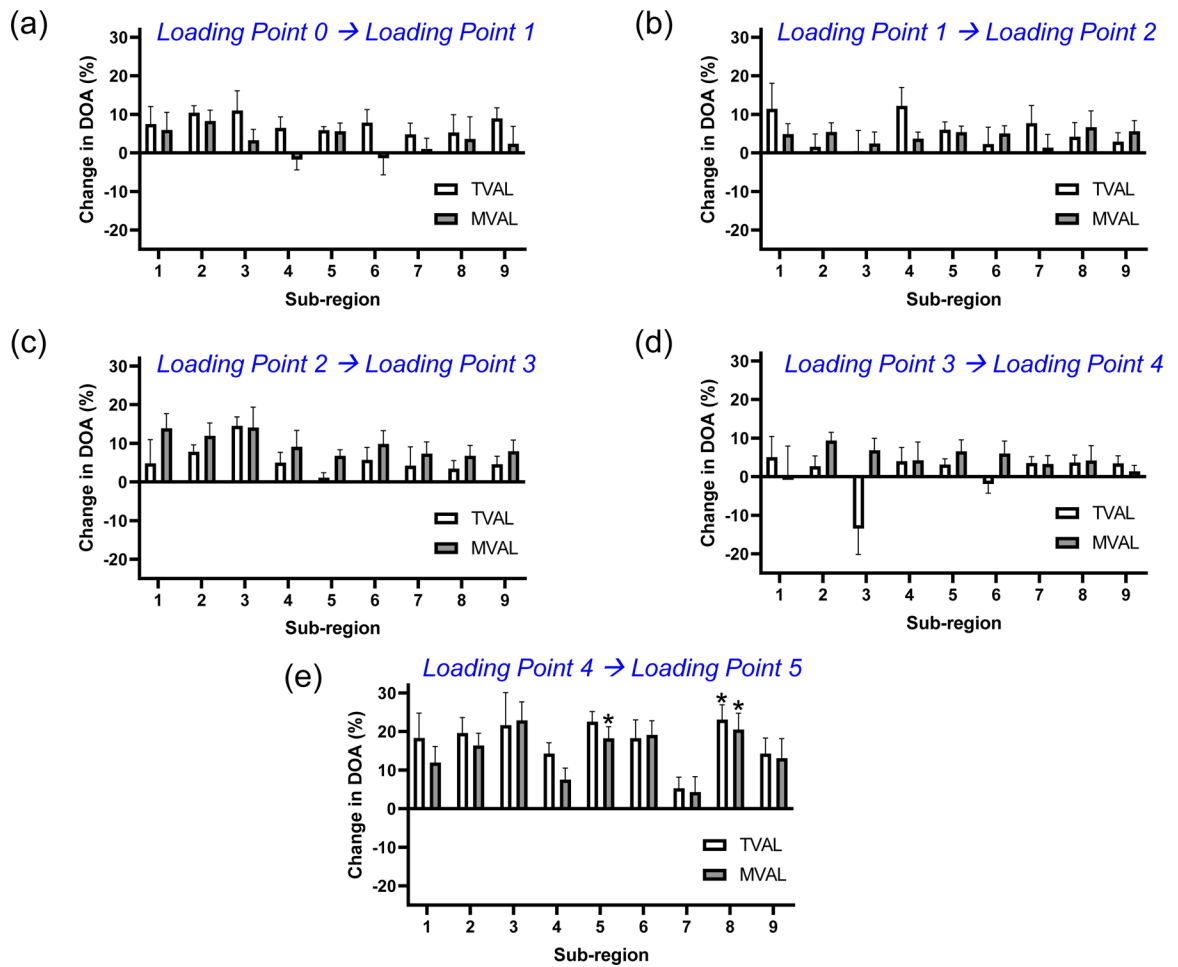 (a)
Loading Point 0 → Loading Point 1
Change in DOA (%)
30
20
10
0
-10
-20
TVAL
MVAL
1 2 3 4 5 6 7 8 9
Sub-region
(b)
Loading Point 1 → Loading Point 2
Change in DOA (%)
30
20
10
0
-10
-20
TVAL
MVAL
1 2 3 4 5 6 7 8 9
Sub-region
(c)
Loading Point 2 → Loading Point 3
Change in DOA (%)
30
20
10
0
-10
-20
TVAL
MVAL
1 2 3 4 5 6 7 8 9
Sub-region
(d)
Loading Point 3 → Loading Point 4
Change in DOA (%)
30
20
10
0
-10
-20
TVAL
MVAL
1 2 3 4 5 6 7 8 9
Sub-region
(e)
Loading Point 4 → Loading Point 5
Change in DOA (%)
30
20
10
0
-10
-20
* * *
TVAL
MVAL
1 2 3 4 5 6 7 8 9
Sub-region